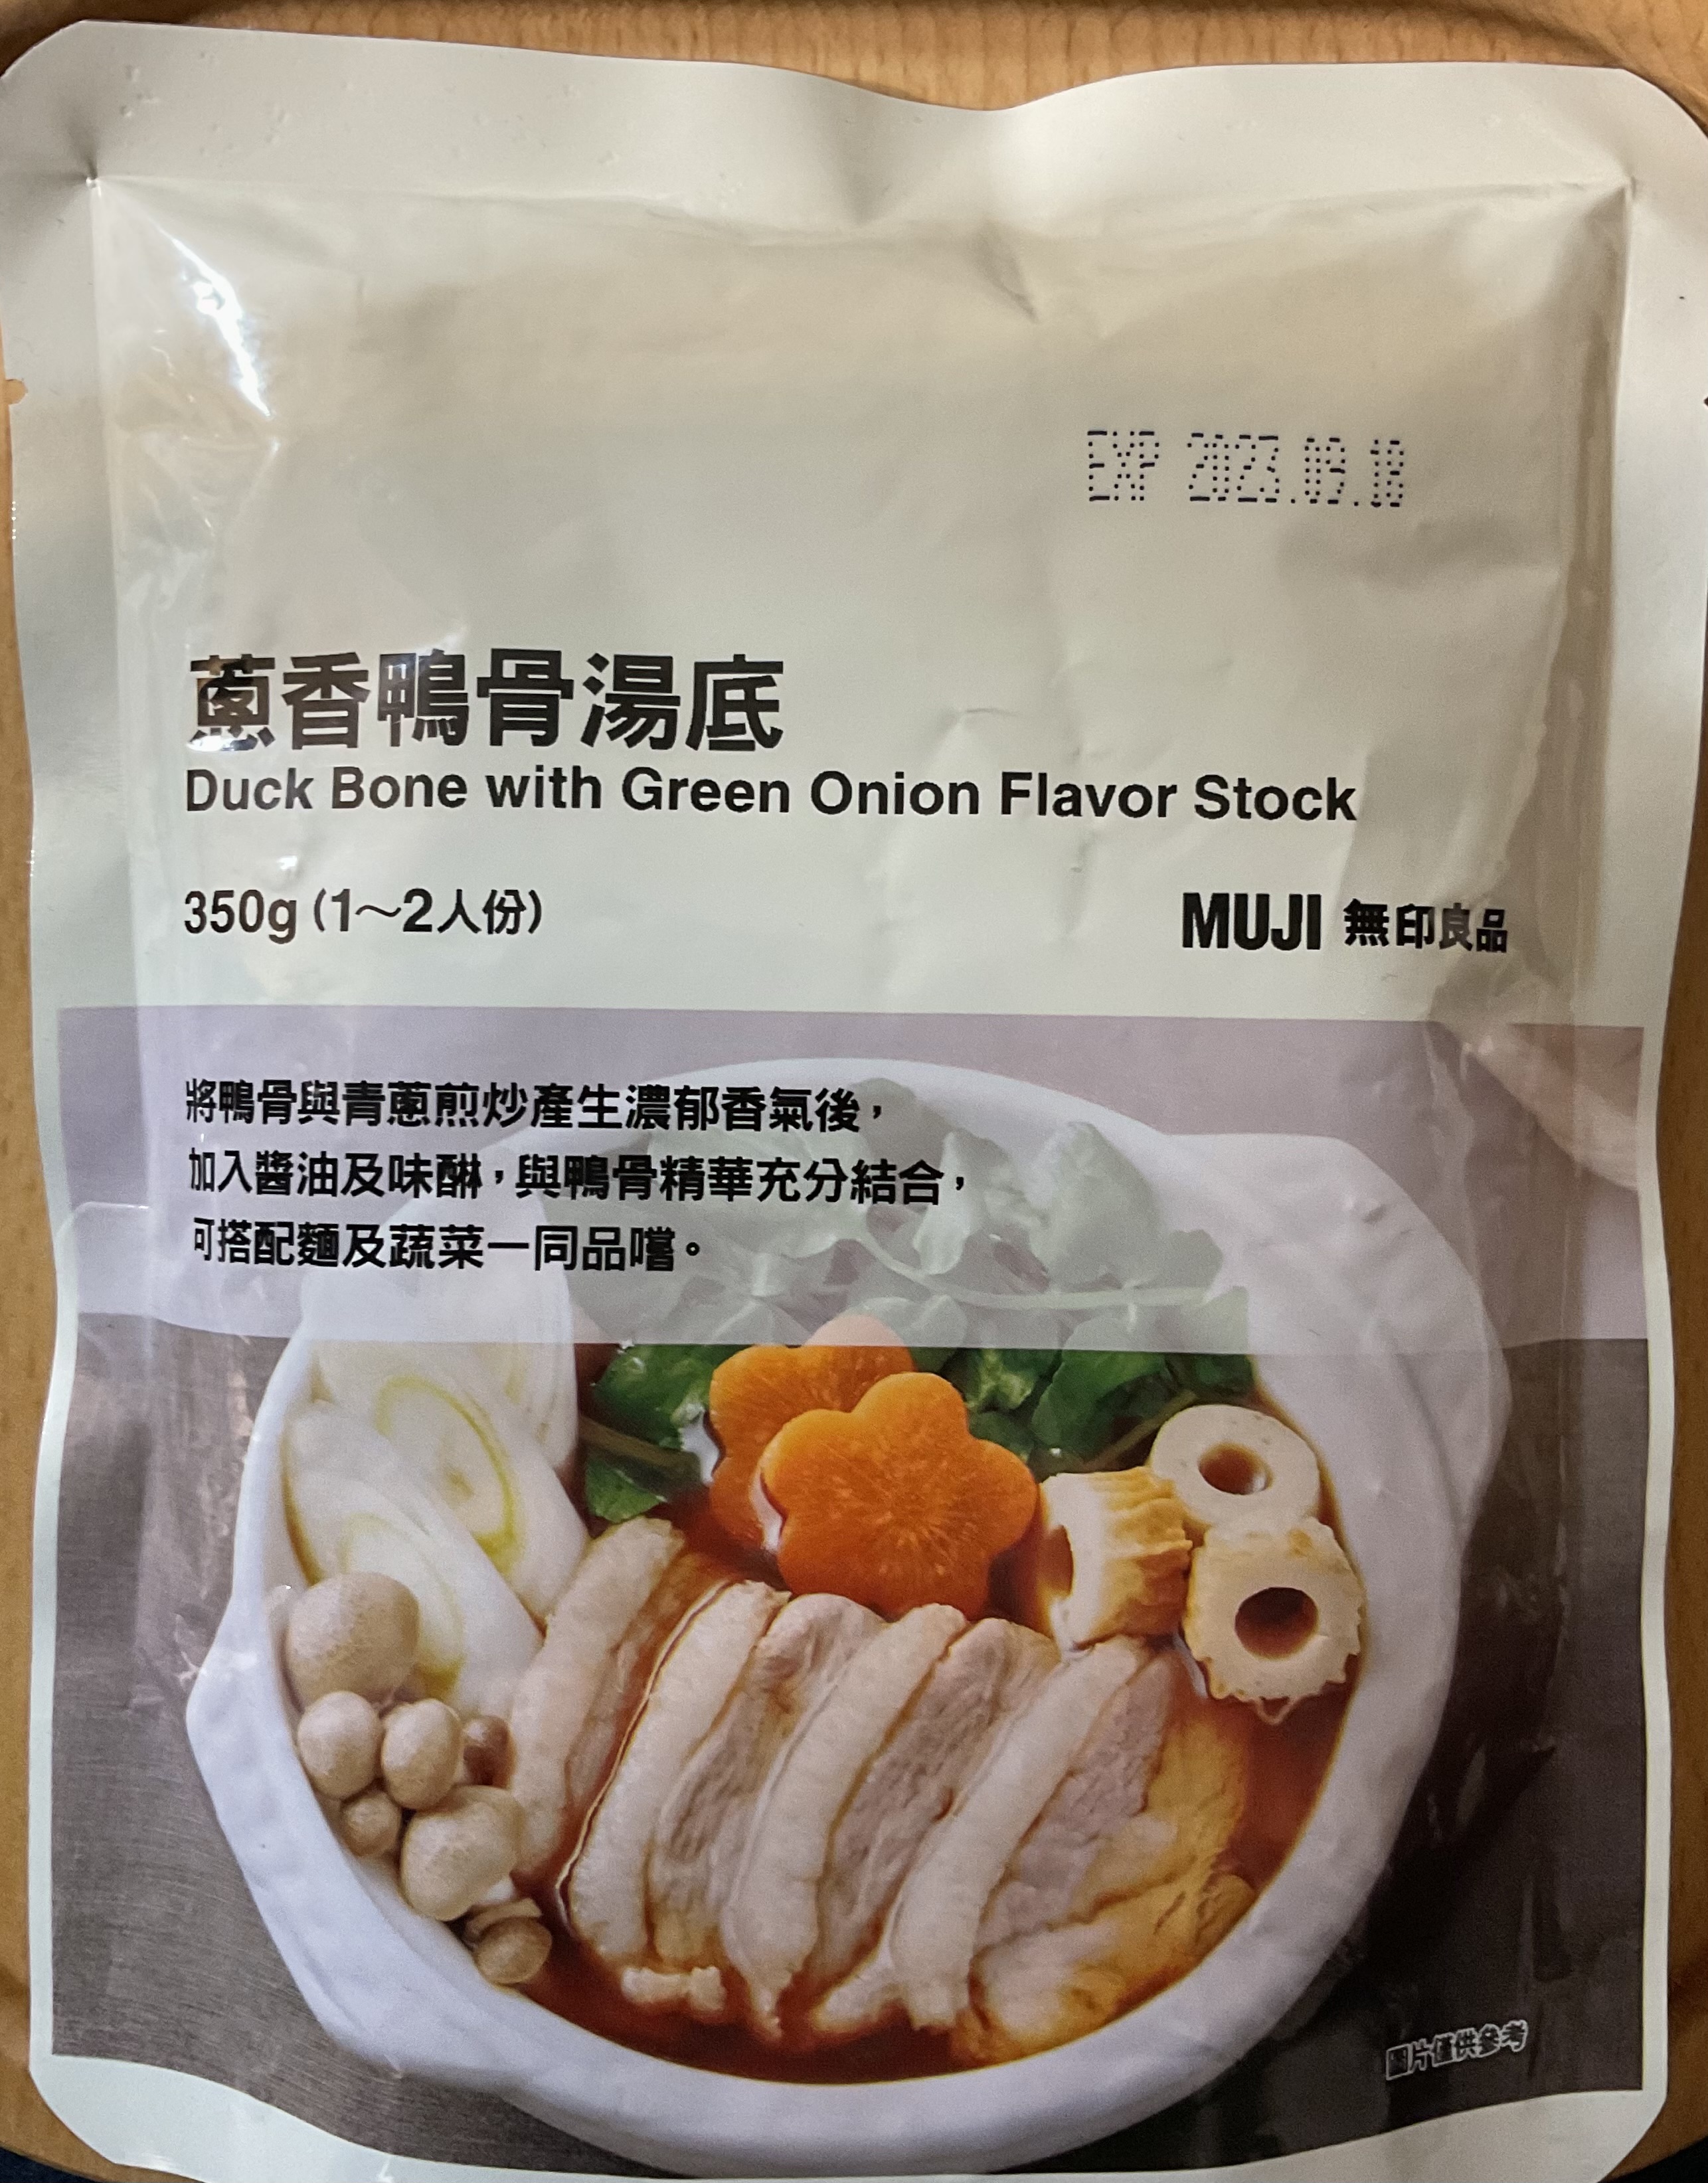 EXP 2023.09.18
蔥香鴨骨湯底
Duck Bone with Green Onion Flavor Stock
350g (1～2人份)
MUJI 無印良品
將鴨骨與青蔥煎炒產生濃郁香氣後，
加入醬油及味醂，與鴨骨精華充分結合，
可搭配麵及蔬菜一同品嚐。
圖片僅供參考